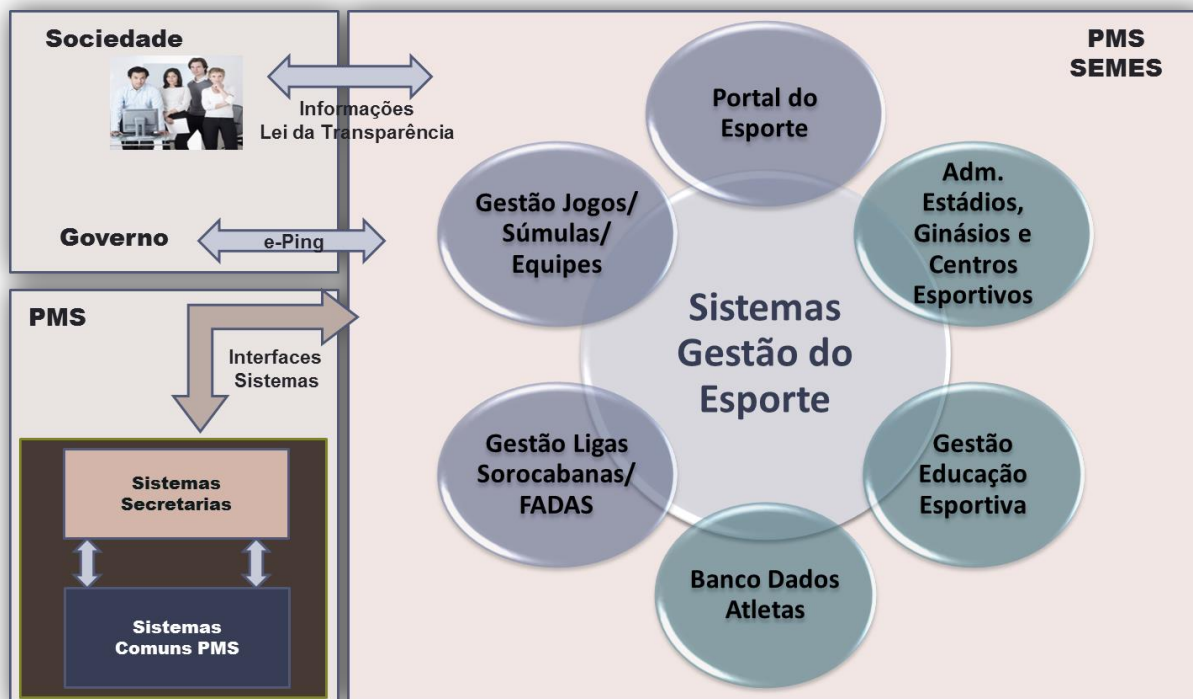 Sociedade
Informações
Lei da Transparência
Governo
e-Ping
PMS
Interfaces
Sistemas
Sistemas
Secretarias
Sistemas
Comuns PMS
PMS
SEMES
Portal do
Esporte
Adm.
Estádios,
Ginásios e
Centros
Esportivos
Gestão
Educação
Esportiva
Banco Dados
Atletas
Gestão Ligas
Sorocabanas/
FADAS
Gestão Jogos/
Súmulas/
Equipes
Sistemas
Gestão do
Esporte